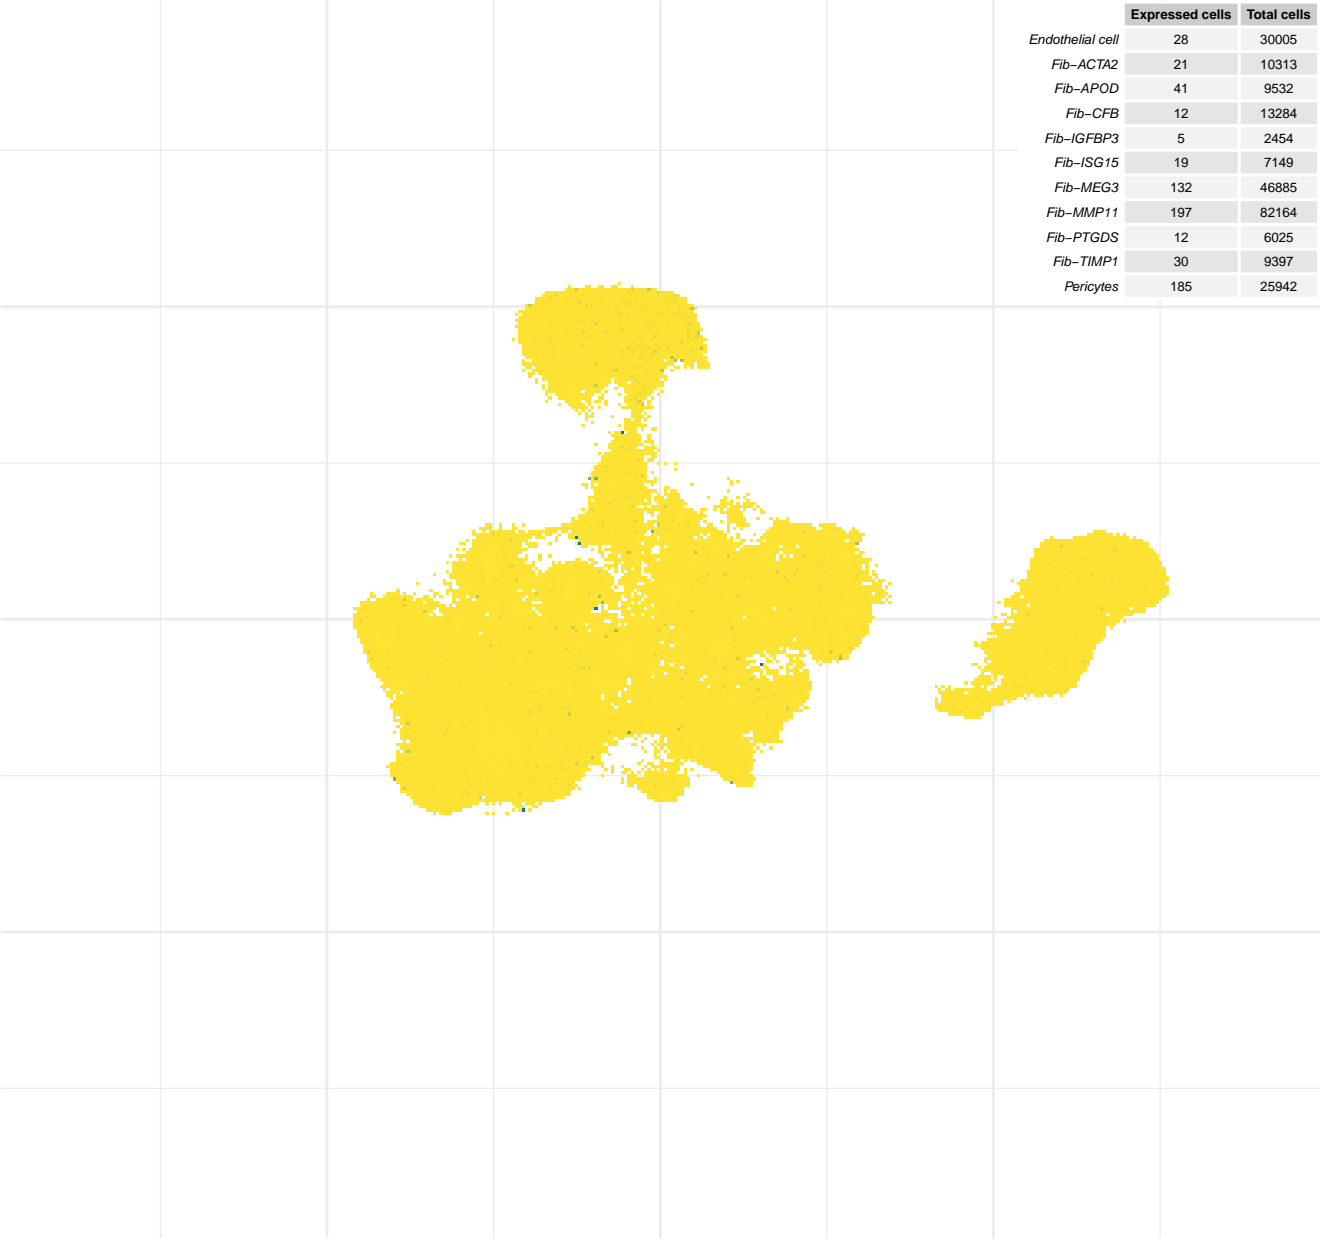 Expressed cells Total cells
Endothelial cell 28 30005
Fib−ACTA2 21 10313
Fib−APOD 41 9532
Fib−CFB 12 13284
Fib−IGFBP3 5 2454
Fib−ISG15 19 7149
Fib−MEG3 132 46885
Fib−MMP11 197 82164
Fib−PTGDS 12 6025
Fib−TIMP1 30 9397
Pericytes 185 25942